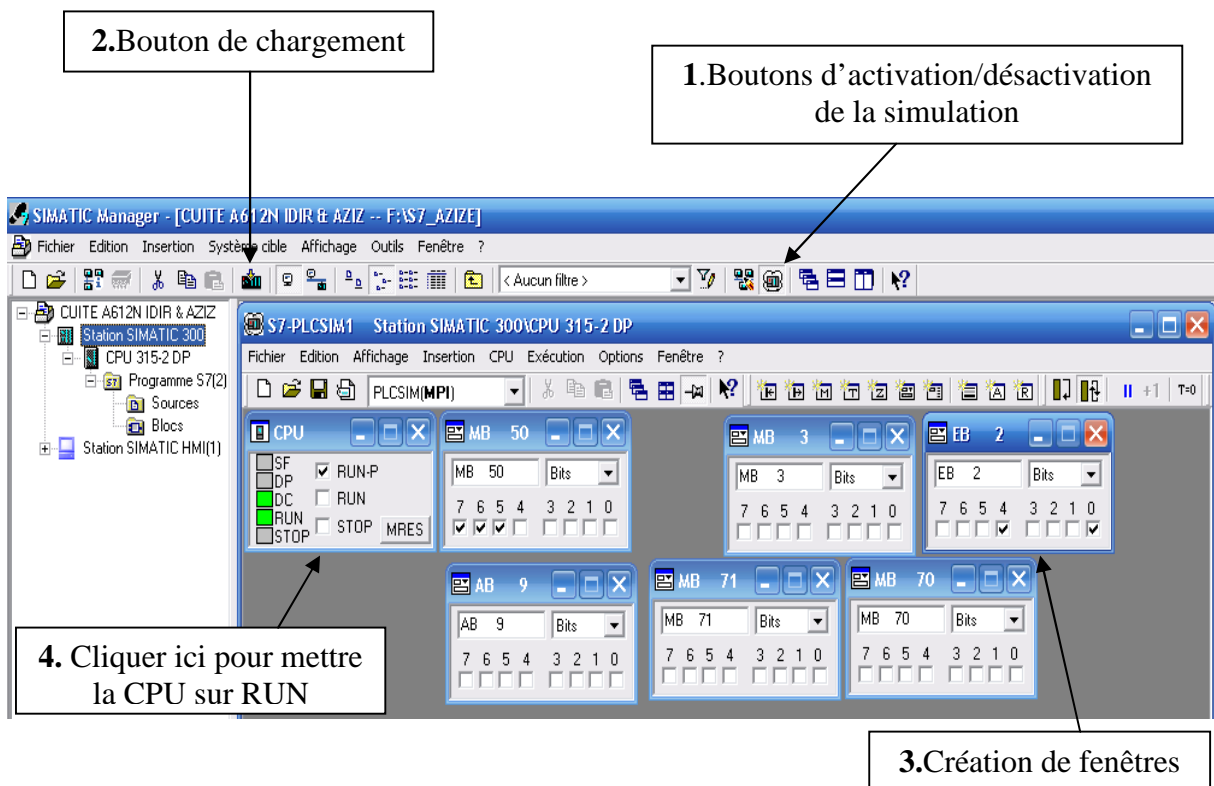 2.Bouton de chargement
1.Boutons d'activation/désactivation
de la simulation
SIMATIC Manager - [CUITE A612N IDIR & AZIZ -- F:\S7_AZIZE]
Fichier Edition Insertion Système cible Affichage Outils Fenêtre ?
< Aucun filtre >
CUITE A612N IDIR & AZIZ
Station SIMATIC 300
CPU 315-2 DP
Programme S7(2)
Sources
Blocs
Station SIMATIC HMI(1)
S7-PLCSIM1 Station SIMATIC 300\CPU 315-2 DP
Fichier Edition Affichage Insertion CPU Exécution Options Fenêtre ?
PLCSIM(MPI)
+1 T=0
CPU
SF
DP
DC
RUN
STOP
RUN-P
RUN
STOP
MRES
MB 50
MB 50 Bits
7 6 5 4 3 2 1 0
MB 3
MB 3 Bits
7 6 5 4 3 2 1 0
EB 2
EB 2 Bits
7 6 5 4 3 2 1 0
AB 9
AB 9 Bits
7 6 5 4 3 2 1 0
MB 71
MB 71 Bits
7 6 5 4 3 2 1 0
MB 70
MB 70 Bits
7 6 5 4 3 2 1 0
4. Cliquer ici pour mettre
la CPU sur RUN
3.Création de fenêtres